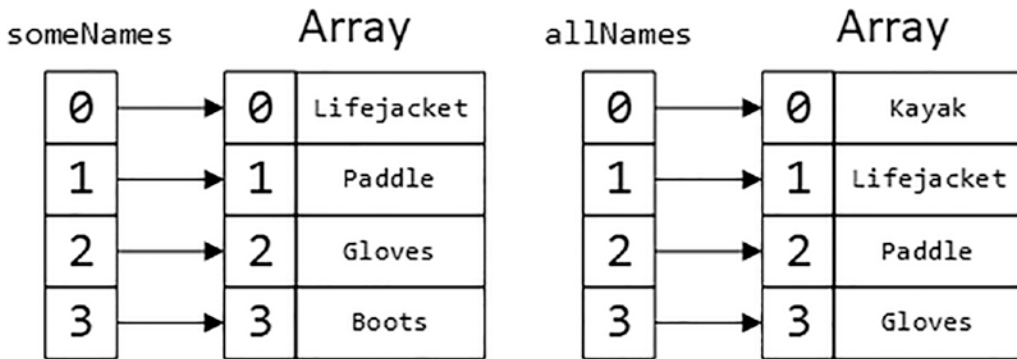 someNames Array allNames Array
0 0 Lifejacket 0 0 Kayak
1 1 Paddle 1 1 Lifejacket
2 2 Gloves 2 2 Paddle
3 3 Boots 3 3 Gloves